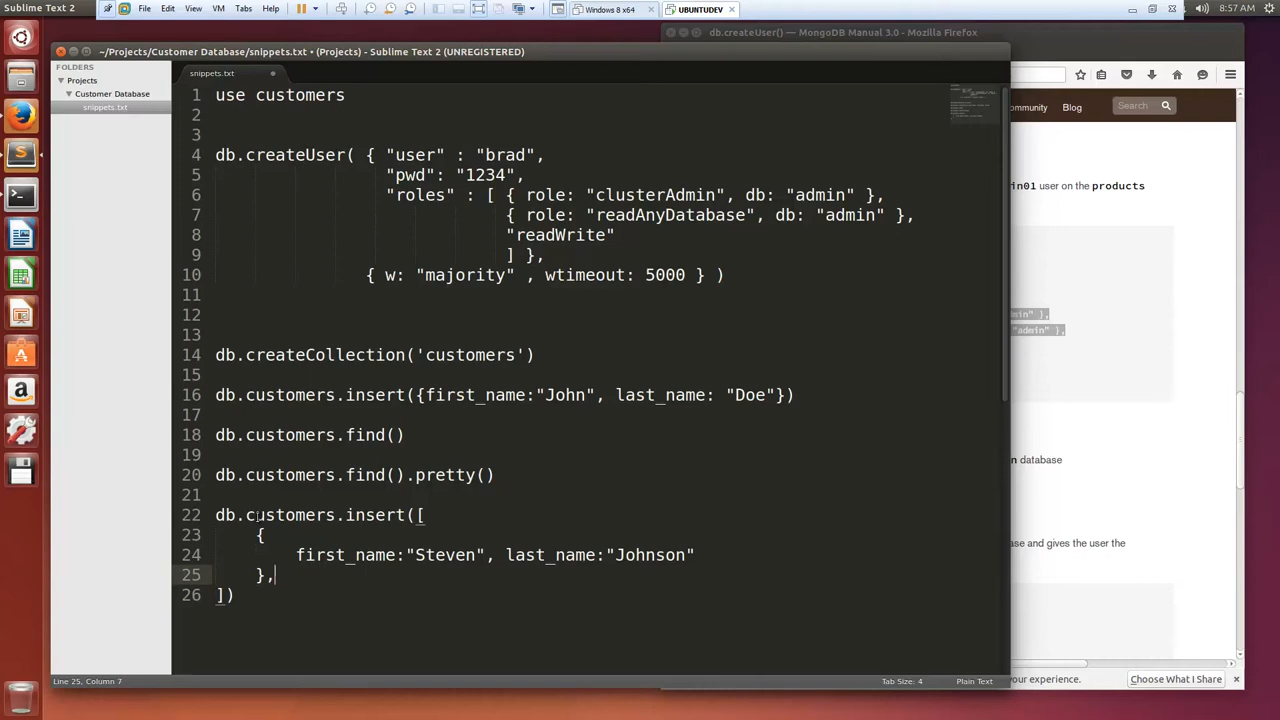 Sublime Text 2
File Edit View VM Tabs Help
Windows 8 x64
UBUNTUDEV
8:57 AM
~/Projects/Customer Database/snippets.txt • (Projects) - Sublime Text 2 (UNREGISTERED)
db.createUser() — MongoDB Manual 3.0 - Mozilla Firefox
FOLDERS
Projects
Customer Database
snippets.txt
snippets.txt
1 use customers
2
3
4 db.createUser( { "user" : "brad",
5 "pwd": "1234",
6 "roles" : [ { role: "clusterAdmin", db: "admin" },
7 { role: "readAnyDatabase", db: "admin" },
8 "readWrite"
9 ] },
10 { w: "majority" , wtimeout: 5000 } )
11
12
13
14 db.createCollection('customers')
15
16 db.customers.insert({first_name:"John", last_name: "Doe"})
17
18 db.customers.find()
19
20 db.customers.find().pretty()
21
22 db.customers.insert([
23 {
24 first_name:"Steven", last_name:"Johnson"
25 },
26 ])
Line 25, Column 7
Tab Size: 4
Plain Text
ommunity Blog
Search
in01 user on the products
min" },
"admin" },
n database
ase and gives the user the
your experience.
Choose What I Share